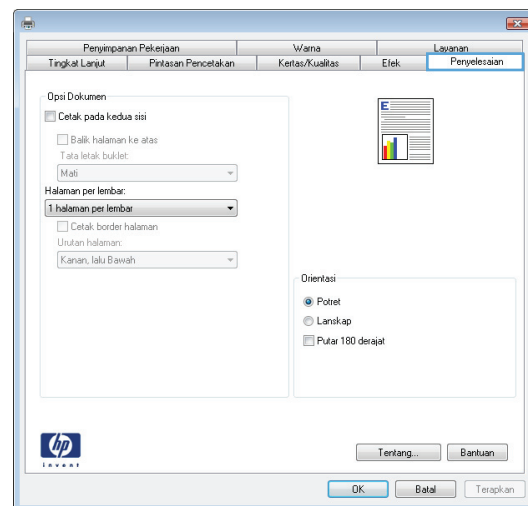 Penyimpanan Pekerjaan Warna Layanan
Tingkat Lanjut Pintasan Pencetakan Kertas/Kualitas Efek Penyelesaian
Opsi Dokumen
Cetak pada kedua sisi
Balik halaman ke atas
Tata letak buklet:
Mati
Halaman per lembar:
1 halaman per lembar
Cetak border halaman
Urutan halaman:
Kanan, lalu Bawah
E
Orientasi
Potret
Lanskap
Putar 180 derajat
hp
invent
Tentang... Bantuan
OK Batal Terapkan